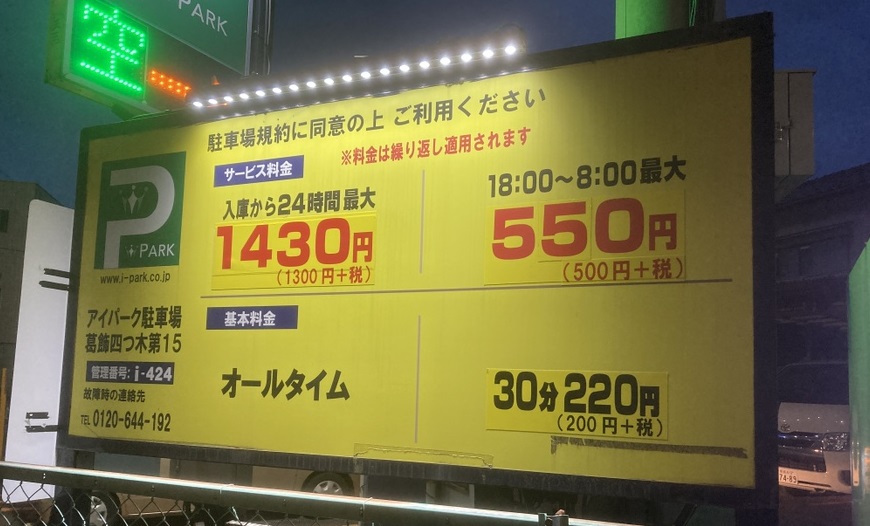 PARK
空
駐車場規約に同意の上 ご利用ください
※料金は繰り返し適用されます
サービス料金
入庫から24時間最大
1430円
(1300円+税)
18:00～8:00最大
550円
(500円+税)
P
PARK
www.i-park.co.jp
アイパーク駐車場
葛飾四つ木第15
管理番号:i-424
故障時の連絡先
TEL 0120-644-192
基本料金
オールタイム
30分 220円
(200円+税)
74-89